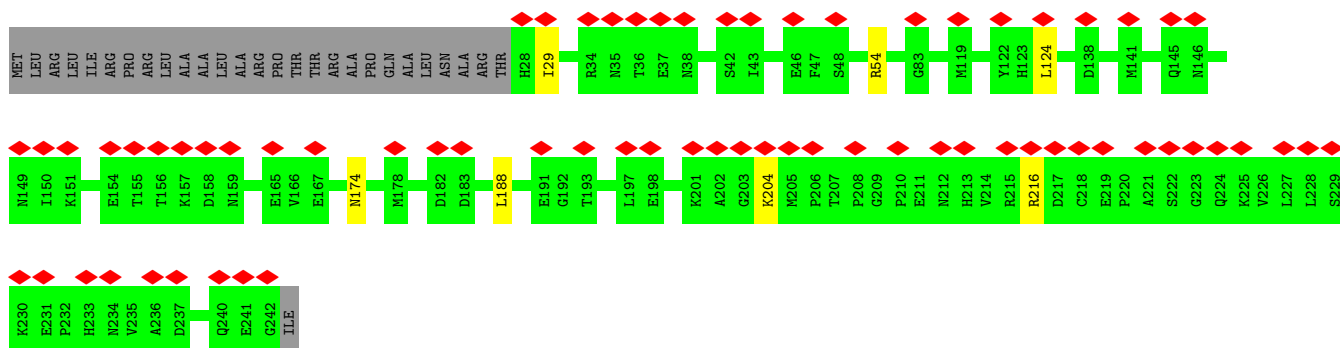 MET LEU ARG LEU ILE ARG PRO ARG LEU ALA ALA LEU ALA ARG PRO THR THR ARG ALA PRO GLN ALA LEU ASN ALA ARG THR H28 I29 R34 N35 T36 E37 N38 S42 I43 E46 F47 S48 R54 G83 M119 Y122 H123 L124 D138 M141 Q145 N146
N149 I150 K151 E154 T155 T156 K157 D158 N159 E165 V166 E167 N174 M178 D182 D183 L188 E191 G192 T193 L197 E198 K201 A202 G203 K204 M205 P206 T207 P208 G209 P210 E211 N212 H213 V214 R215 R216 D217 C218 E219 P220 A221 S222 G223 Q224 K225 V226 L227 L228 S229
K230 E231 P232 H233 N234 V235 A236 D237 Q240 E241 G242 ILE